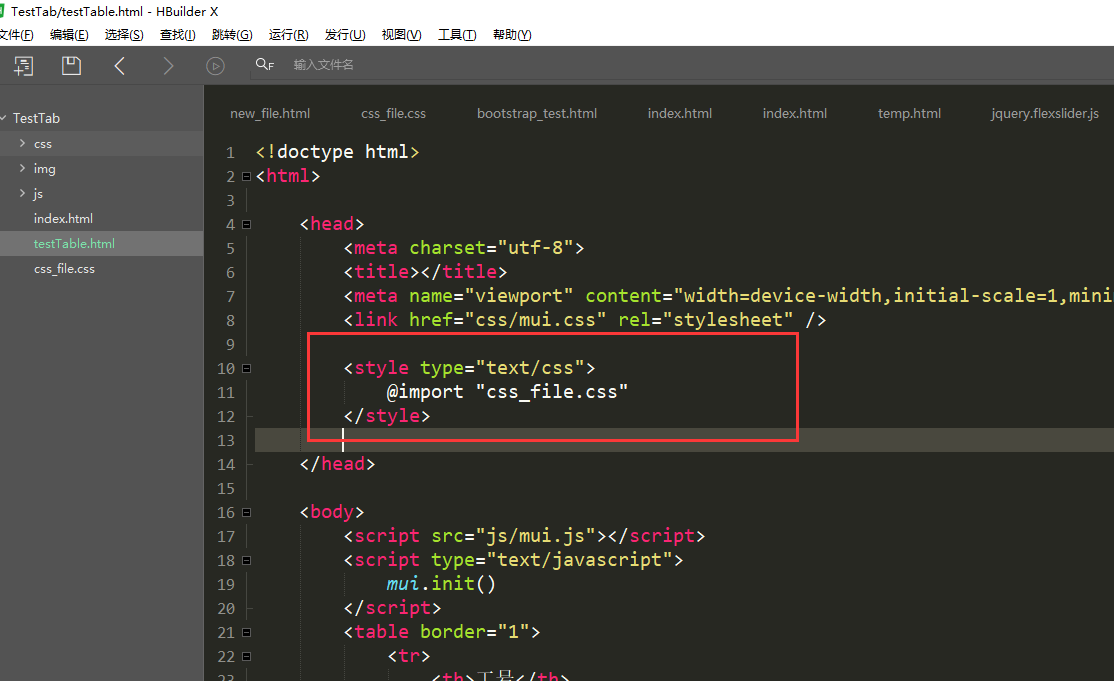 TestTab/testTable.html - HBuilder X
文件(F) 编辑(E) 选择(S) 查找(I) 跳转(G) 运行(R) 发行(U) 视图(V) 工具(T) 帮助(Y)
输入文件名
TestTab
css
img
js
index.html
testTable.html
css_file.css
new_file.html css_file.css bootstrap_test.html index.html index.html temp.html jquery.flexslider.js
1 <!doctype html>
2 <html>
3
4 <head>
5 <meta charset="utf-8">
6 <title></title>
7 <meta name="viewport" content="width=device-width,initial-scale=1,mini
8 <link href="css/mui.css" rel="stylesheet" />
9
10 <style type="text/css">
11 @import "css_file.css"
12 </style>
13
14 </head>
15
16 <body>
17 <script src="js/mui.js"></script>
18 <script type="text/javascript">
19 mui.init()
20 </script>
21 <table border="1">
22 <tr>
23 <th>工号</th>